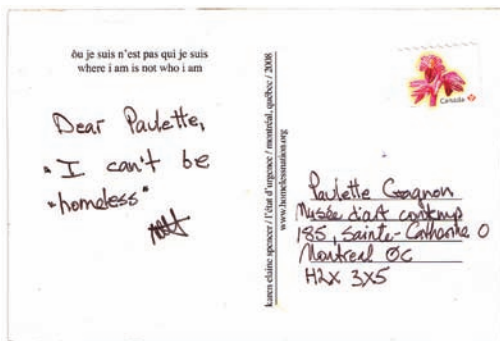 ôu je suis n'est pas qui je suis
where i am is not who i am
Dear Paulette,
"I can't be
"homeless"
karen elaine spencer / l'état d'urgence / montréal, québec / 2008
www.homelessnation.org
Canada P
Paulette Gagnon
Musée d'art contemp
185, Sainte-Catherine O
Montreal QC
H2X 3X5